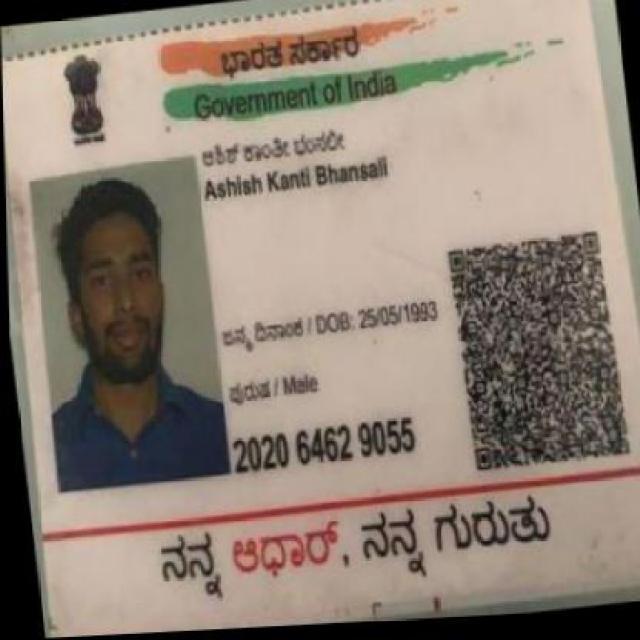 ಭಾರತ ಸರ್ಕಾರ
Government of India
ಆಶಿಶ್ ಕಾಂತೀ ಭಂಸಲೀ
Ashish Kanti Bhansali
ಜನ್ಮ ದಿನಾಂಕ / DOB: 25/05/1993
ಪುರುಷ / Male
2020 6462 9055
ನನ್ನ ಆಧಾರ್, ನನ್ನ ಗುರುತು